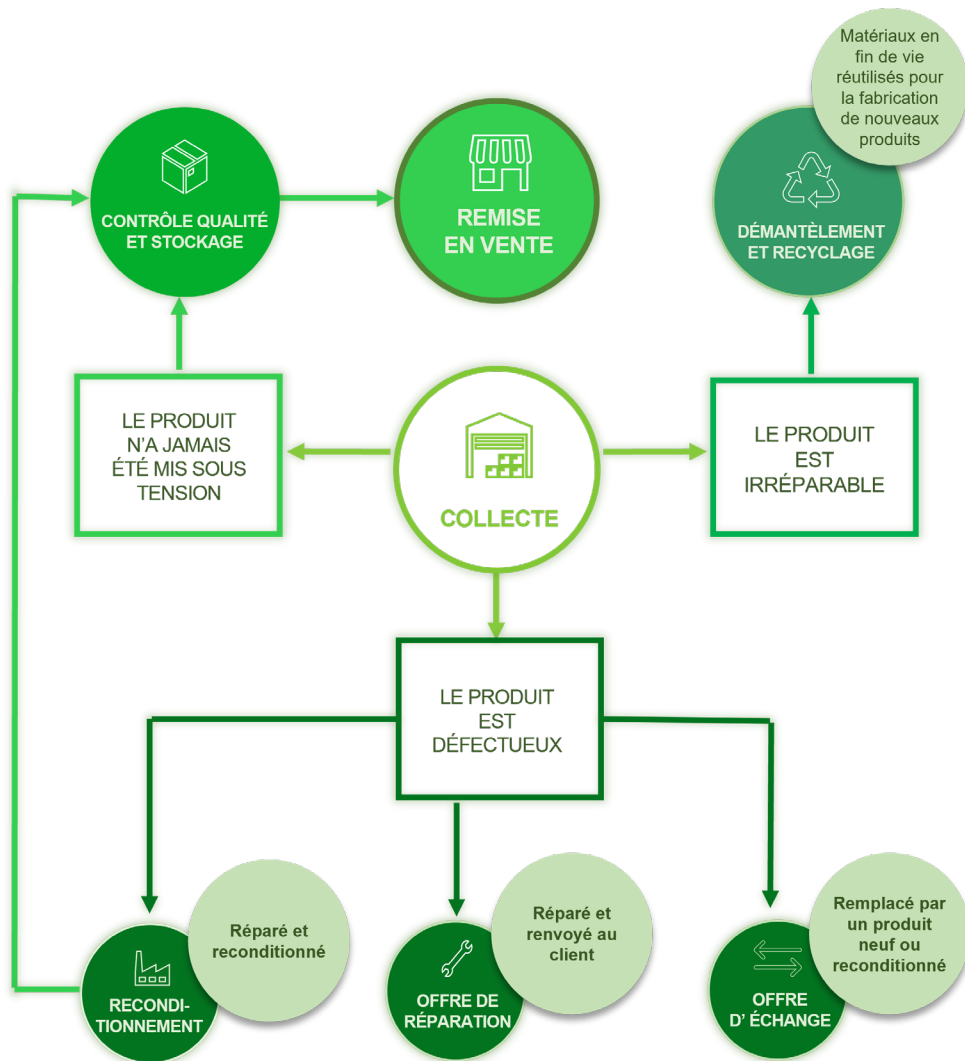 Matériaux en
fin de vie
réutilisés pour
la fabrication
de nouveaux
produits
CONTRÔLE QUALITÉ
ET STOCKAGE
REMISE
EN VENTE
DÉMANTÈLEMENT
ET RECYCLAGE
LE PRODUIT
N'A JAMAIS
ÉTÉ MIS SOUS
TENSION
COLLECTE
LE PRODUIT
EST
IRRÉPARABLE
LE PRODUIT
EST
DÉFECTUEUX
Réparé et
reconditionné
RECONDI-
TIONNEMENT
Réparé et
renvoyé au
client
OFFRE DE
RÉPARATION
Remplacé par
un produit
neuf ou
reconditionné
OFFRE
D' ÉCHANGE